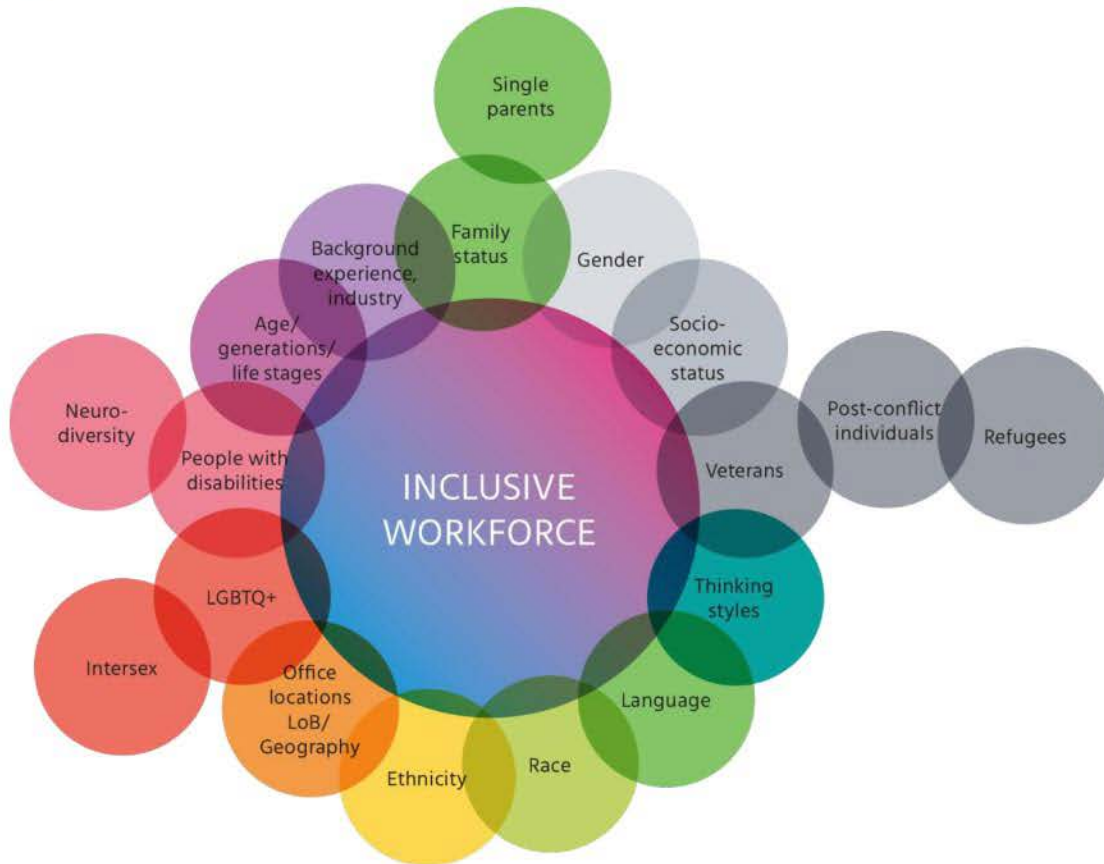 Single
parents
Family
status
Gender
Background
experience,
industry
Age/
generations/
life stages
Socio-
economic
status
Neuro-
diversity
People with
disabilities
Post-conflict
individuals
Refugees
Veterans
INCLUSIVE
WORKFORCE
LGBTQ+
Thinking
styles
Intersex
Office
locations
LoB/
Geography
Language
Ethnicity
Race